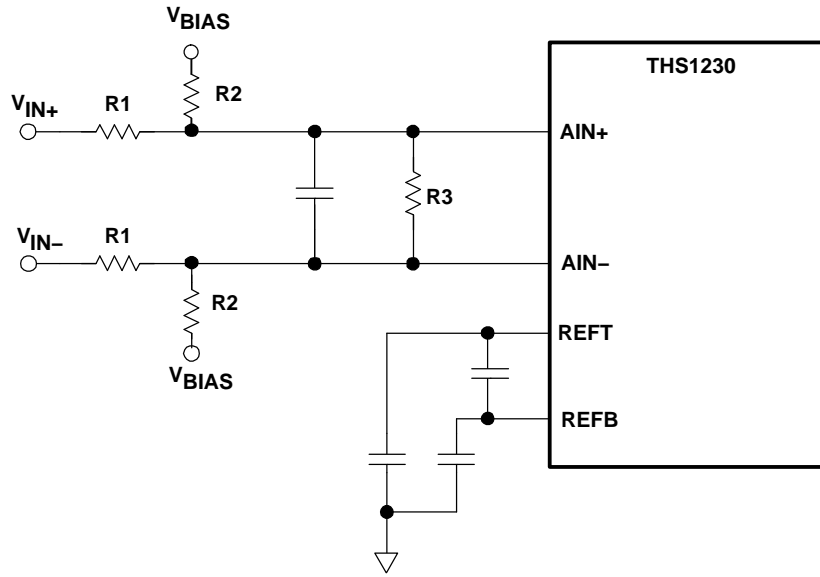 VBIAS
THS1230
R2
R1
VIN+
AIN+
R3
R1
VIN–
AIN–
R2
REFT
VBIAS
REFB